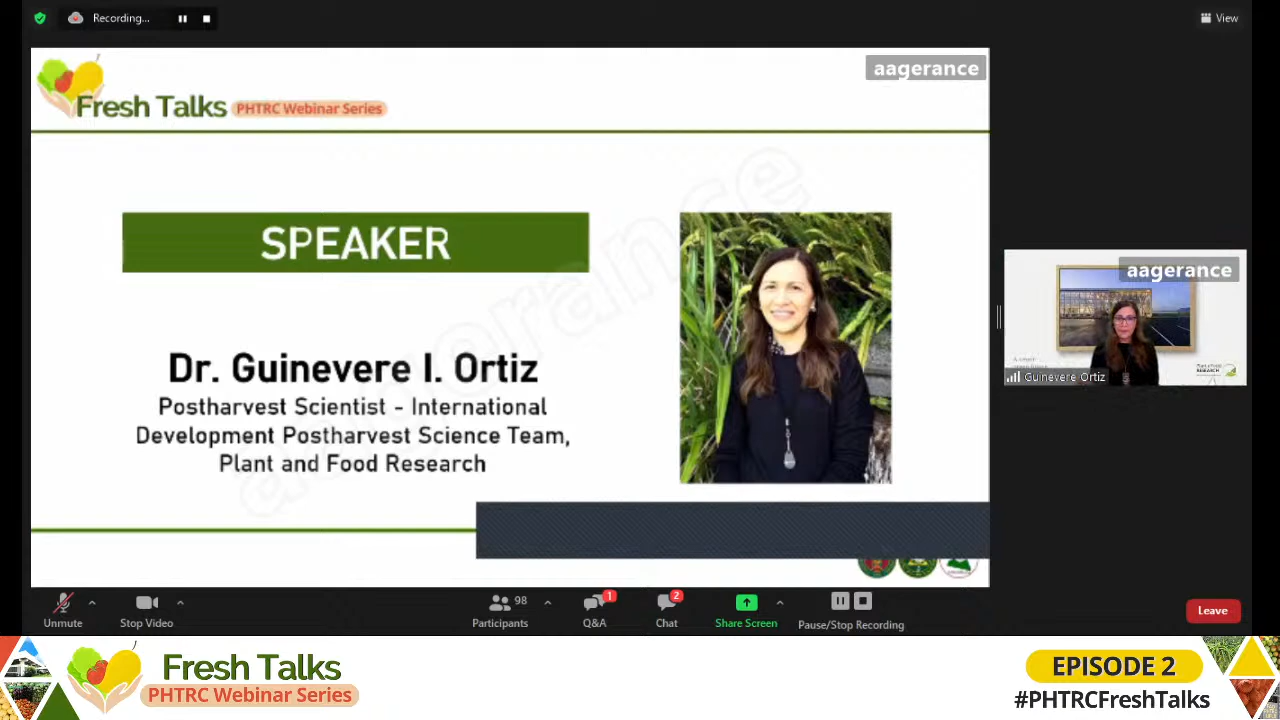 Recording...
View
aagerance
Fresh Talks PHTRC Webinar Series
SPEAKER
aagerance
Dr. Guinevere I. Ortiz
Postharvest Scientist - International
Development Postharvest Science Team,
Plant and Food Research
aagerance
RESEARCH
Guinevere Ortiz
Unmute
Stop Video
98
Participants
1
Q&A
2
Chat
Share Screen
Pause/Stop Recording
Leave
Fresh Talks
PHTRC Webinar Series
EPISODE 2
#PHTRCFreshTalks